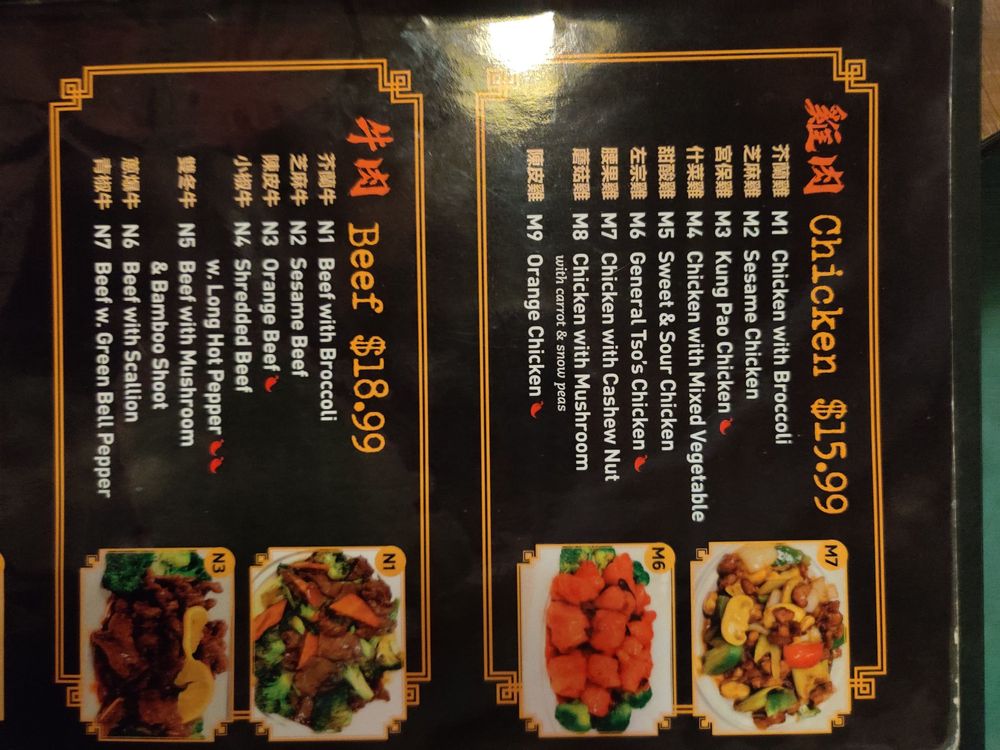 雞肉 Chicken $15.99
芥蘭雞 M1 Chicken with Broccoli
芝麻雞 M2 Sesame Chicken
宮保雞 M3 Kung Pao Chicken
什菜雞 M4 Chicken with Mixed Vegetable
甜酸雞 M5 Sweet & Sour Chicken
左宗雞 M6 General Tso's Chicken
腰果雞 M7 Chicken with Cashew Nut
蘑菇雞 M8 Chicken with Mushroom
with carrot & snow peas
陳皮雞 M9 Orange Chicken
M7
M6
牛肉 Beef $18.99
芥蘭牛 N1 Beef with Broccoli
芝麻牛 N2 Sesame Beef
陳皮牛 N3 Orange Beef
小椒牛 N4 Shredded Beef
w. Long Hot Pepper
雙冬牛 N5 Beef with Mushroom
& Bamboo Shoot
蔥爆牛 N6 Beef with Scallion
青椒牛 N7 Beef w. Green Bell Pepper
N1
N3